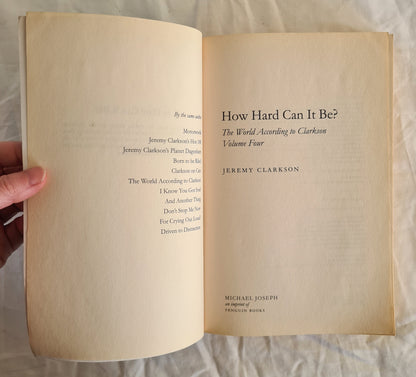 By the same author
Motorworld
Jeremy Clarkson's Hot 100
Jeremy Clarkson's Planet Dagenham
Born to be Riled
Clarkson on Cars
The World According to Clarkson
I Know You Got Soul
And Another Thing
Don't Stop Me Now
For Crying Out Loud!
Driven to Distraction
How Hard Can It Be?
The World According to Clarkson
Volume Four
JEREMY CLARKSON
MICHAEL JOSEPH
an imprint of
PENGUIN BOOKS